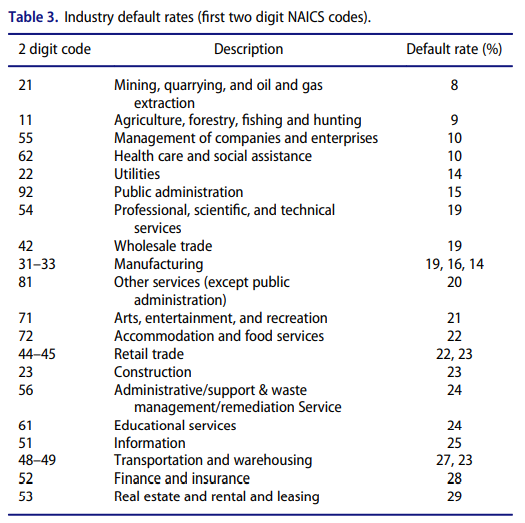 Table 3. Industry default rates (first two digit NAICS codes).
2 digit code Description Default rate (%)
21 Mining, quarrying, and oil and gas 8
extraction
11 Agriculture, forestry, fishing and hunting 9
55 Management of companies and enterprises 10
62 Health care and social assistance 10
22 Utilities 14
92 Public administration 15
54 Professional, scientific, and technical 19
services
42 Wholesale trade 19
31–33 Manufacturing 19, 16, 14
81 Other services (except public 20
administration)
71 Arts, entertainment, and recreation 21
72 Accommodation and food services 22
44–45 Retail trade 22, 23
23 Construction 23
56 Administrative/support & waste 24
management/remediation Service
61 Educational services 24
51 Information 25
48–49 Transportation and warehousing 27, 23
52 Finance and insurance 28
53 Real estate and rental and leasing 29